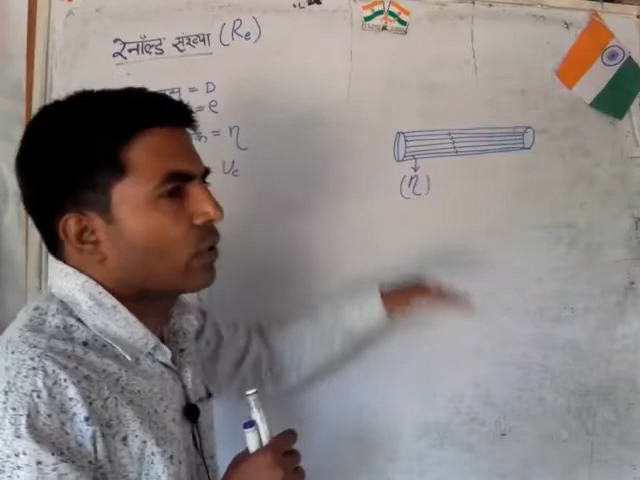 रेनॉल्ड संख्या (Re)
= D
= ρ
= η
Vc
(η)